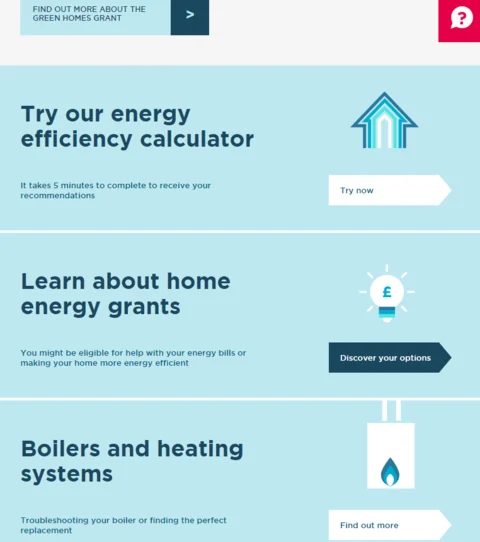 FIND OUT MORE ABOUT THE
GREEN HOMES GRANT
>
?
Try our energy
efficiency calculator
It takes 5 minutes to complete to receive your
recommendations
Try now
Learn about home
energy grants
£
You might be eligible for help with your energy bills or
making your home more energy efficient
Discover your options
Boilers and heating
systems
Troubleshooting your boiler or finding the perfect
replacement
Find out more